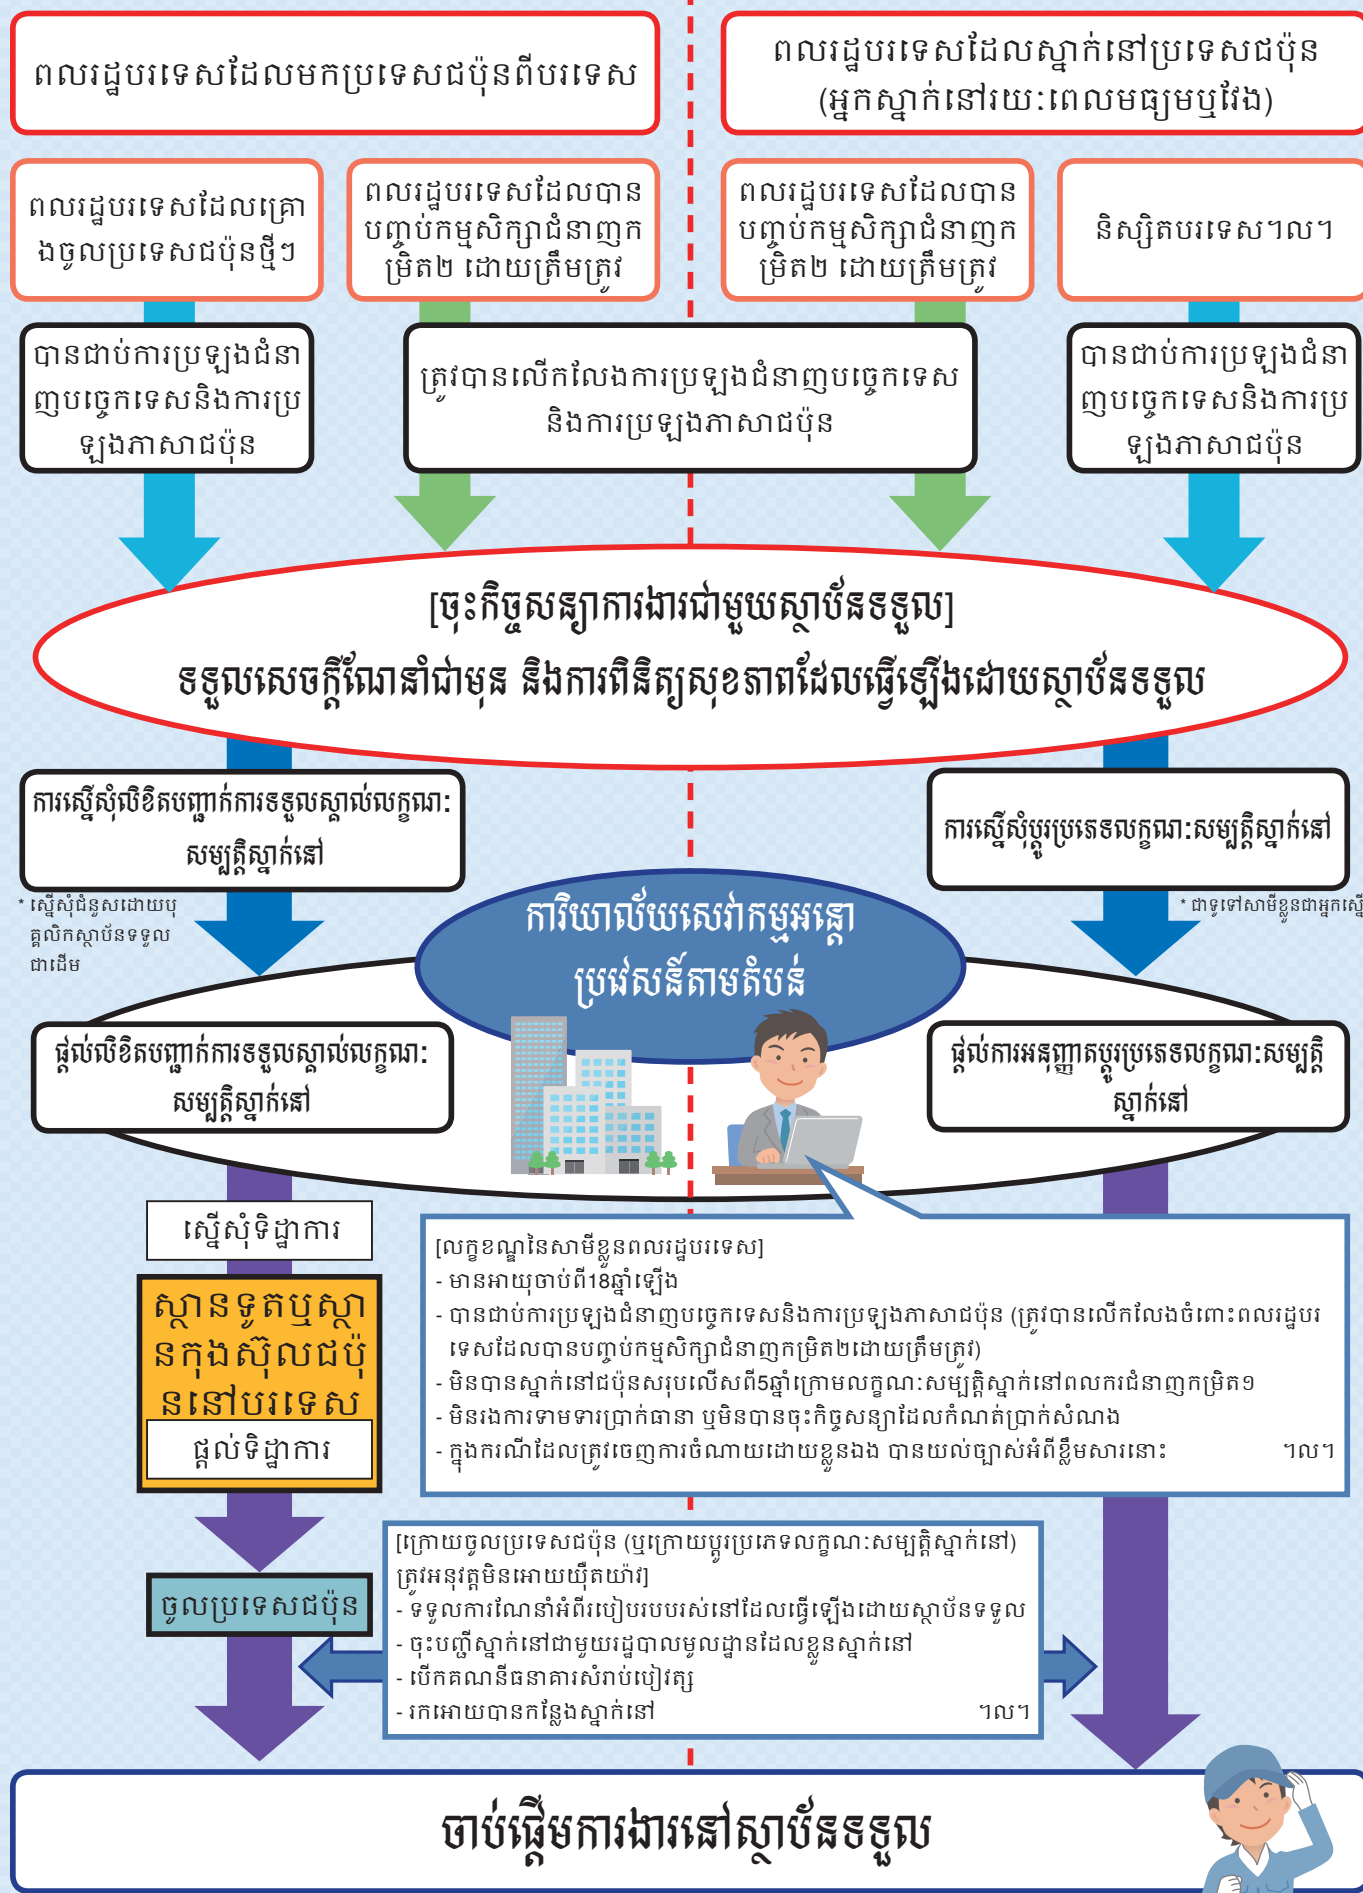 ពលរដ្ឋបរទេសដែលមកប្រទេសជប៉ុនពីបរទេស
ពលរដ្ឋបរទេសដែលស្នាក់នៅប្រទេសជប៉ុន
(អ្នកស្នាក់នៅរយៈពេលមធ្យមឬវែង)
ពលរដ្ឋបរទេសដែលគ្រោ
ងចូលប្រទេសជប៉ុនថ្មីៗ
ពលរដ្ឋបរទេសដែលបាន
បញ្ចប់កម្មសិក្សាជំនាញក
ម្រិត២ ដោយត្រឹមត្រូវ
ពលរដ្ឋបរទេសដែលបាន
បញ្ចប់កម្មសិក្សាជំនាញក
ម្រិត២ ដោយត្រឹមត្រូវ
និស្សិតបរទេស។ល។
បានជាប់ការប្រឡងជំនា
ញបច្ចេកទេសនិងការប្រ
ឡងភាសាជប៉ុន
ត្រូវបានលើកលែងការប្រឡងជំនាញបច្ចេកទេស
និងការប្រឡងភាសាជប៉ុន
បានជាប់ការប្រឡងជំនា
ញបច្ចេកទេសនិងការប្រ
ឡងភាសាជប៉ុន
[ចុះកិច្ចសន្យាការងារជាមួយស្ថាប័នទទួល]
ទទួលសេចក្តីណែនាំជាមុន និងការពិនិត្យសុខភាពដែលធ្វើឡើងដោយស្ថាប័នទទួល
ការស្នើសុំលិខិតបញ្ជាក់ការទទួលស្គាល់លក្ខណៈ
សម្បត្តិស្នាក់នៅ
ការស្នើសុំប្តូរប្រភេទលក្ខណៈសម្បត្តិស្នាក់នៅ
* ស្នើសុំជំនួសដោយបុ
គ្គលិកស្ថាប័នទទួល
ជាដើម
* ជាទូទៅសាមីខ្លួនជាអ្នកស្នើ
ការិយាល័យសេវាកម្មអន្តោ
ប្រវេសន៍តាមតំបន់
ផ្តល់លិខិតបញ្ជាក់ការទទួលស្គាល់លក្ខណៈ
សម្បត្តិស្នាក់នៅ
ផ្តល់ការអនុញ្ញាតប្តូរប្រភេទលក្ខណៈសម្បត្តិ
ស្នាក់នៅ
ស្នើសុំទិដ្ឋាការ
ស្ថានទូតឬស្ថា
នកុងស៊ុលជប៉ុ
ននៅបរទេស
ផ្តល់ទិដ្ឋាការ
[លក្ខខណ្ឌនៃសាមីខ្លួនពលរដ្ឋបរទេស]
- មានអាយុចាប់ពី18ឆ្នាំឡើង
- បានជាប់ការប្រឡងជំនាញបច្ចេកទេសនិងការប្រឡងភាសាជប៉ុន (ត្រូវបានលើកលែងចំពោះពលរដ្ឋបរ
ទេសដែលបានបញ្ចប់កម្មសិក្សាជំនាញកម្រិត២ដោយត្រឹមត្រូវ)
- មិនបានស្នាក់នៅជប៉ុនសរុបលើសពី5ឆ្នាំក្រោមលក្ខណៈសម្បត្តិស្នាក់នៅពលករជំនាញកម្រិត១
- មិនរងការទាមទារប្រាក់ធានា ឬមិនបានចុះកិច្ចសន្យាដែលកំណត់ប្រាក់សំណង
- ក្នុងករណីដែលត្រូវចេញការចំណាយដោយខ្លួនឯង បានយល់ច្បាស់អំពីខ្លឹមសារនោះ ។ល។
[ក្រោយចូលប្រទេសជប៉ុន (ឬក្រោយប្តូរប្រភេទលក្ខណៈសម្បត្តិស្នាក់នៅ)
ត្រូវអនុវត្តមិនអោយយ៉ឺតយ៉ាវ]
- ទទួលការណែនាំអំពីរបៀបរបបរស់នៅដែលធ្វើឡើងដោយស្ថាប័នទទួល
- ចុះបញ្ជីស្នាក់នៅជាមួយរដ្ឋបាលមូលដ្ឋានដែលខ្លួនស្នាក់នៅ
- បើកគណនីធនាគារសំរាប់បៀវត្ស
- រកអោយបានកន្លែងស្នាក់នៅ ។ល។
ចូលប្រទេសជប៉ុន
ចាប់ផ្តើមការងារនៅស្ថាប័នទទួល